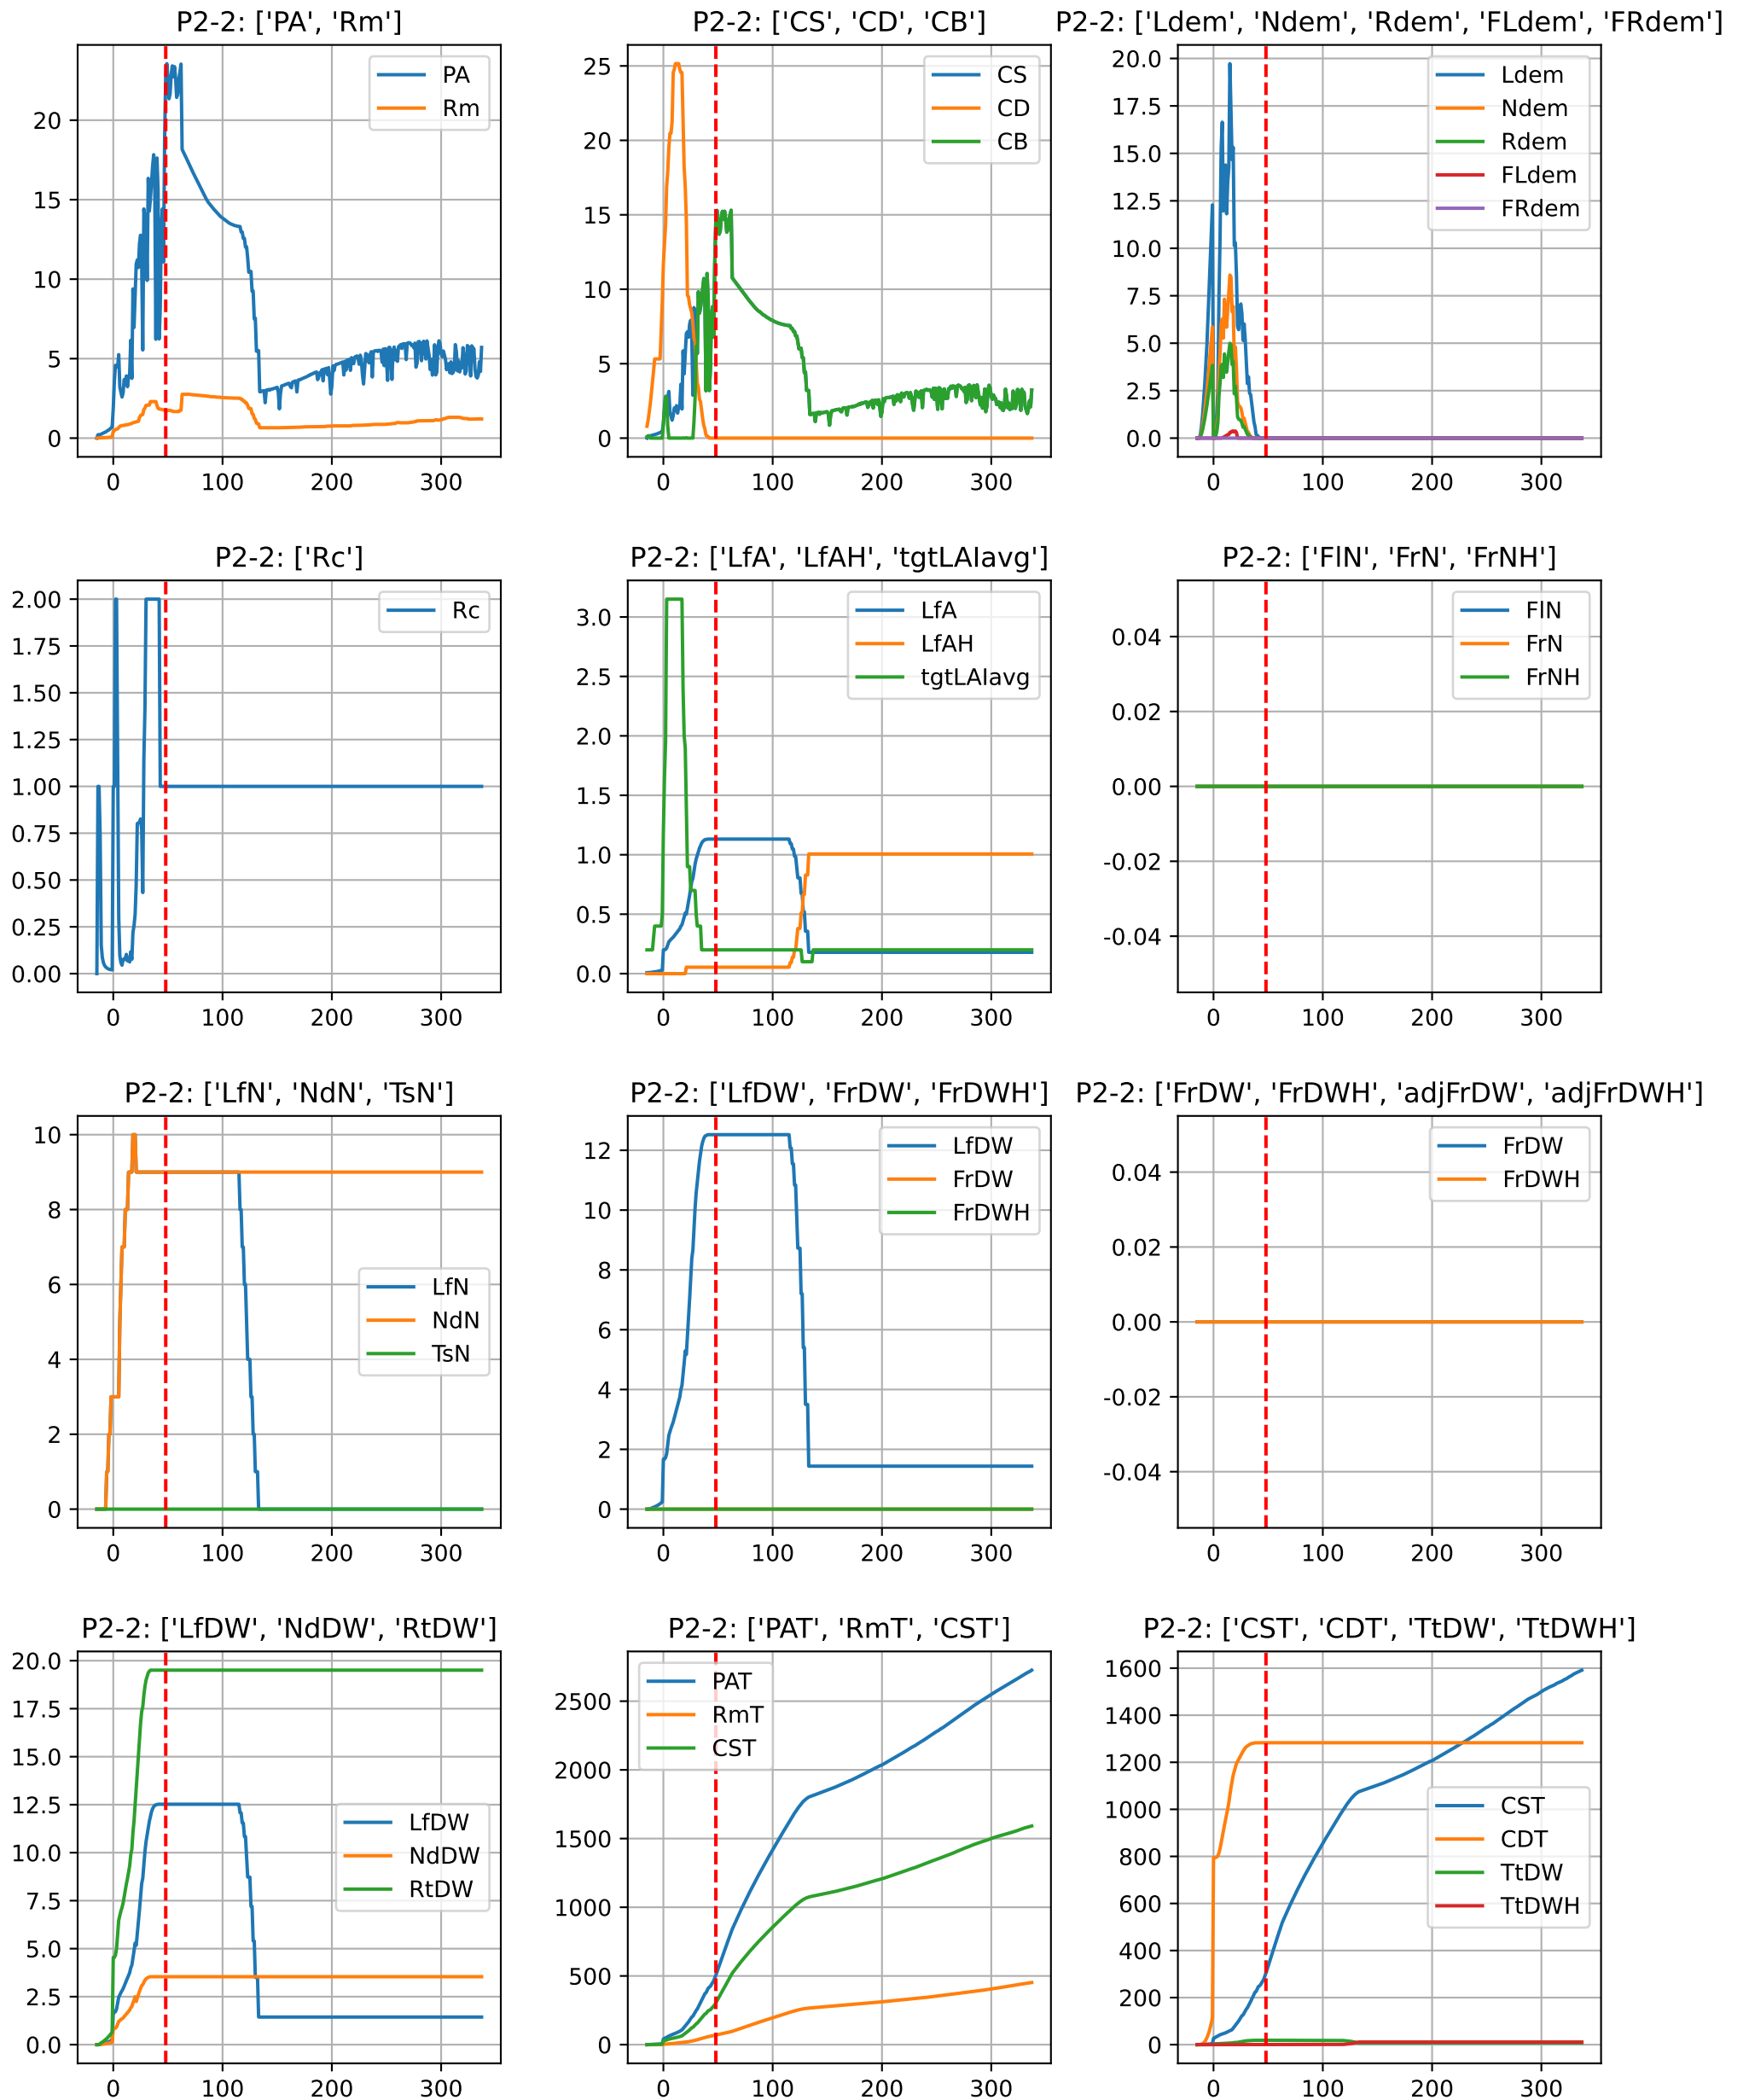 P2-2: ['PA', 'Rm']
PA
Rm
20
15
10
5
0
0 100 200 300
P2-2: ['CS', 'CD', 'CB']
CS
CD
CB
25
20
15
10
5
0
0 100 200 300
P2-2: ['Ldem', 'Ndem', 'Rdem', 'FLdem', 'FRdem']
Ldem
Ndem
Rdem
FLdem
FRdem
20.0
17.5
15.0
12.5
10.0
7.5
5.0
2.5
0.0
0 100 200 300
P2-2: ['Rc']
Rc
2.00
1.75
1.50
1.25
1.00
0.75
0.50
0.25
0.00
0 100 200 300
P2-2: ['LfA', 'LfAH', 'tgtLAIavg']
LfA
LfAH
tgtLAIavg
3.0
2.5
2.0
1.5
1.0
0.5
0.0
0 100 200 300
P2-2: ['FlN', 'FrN', 'FrNH']
FlN
FrN
FrNH
0.04
0.02
0.00
-0.02
-0.04
0 100 200 300
P2-2: ['LfN', 'NdN', 'TsN']
LfN
NdN
TsN
10
8
6
4
2
0
0 100 200 300
P2-2: ['LfDW', 'FrDW', 'FrDWH']
LfDW
FrDW
FrDWH
12
10
8
6
4
2
0
0 100 200 300
P2-2: ['FrDW', 'FrDWH', 'adjFrDW', 'adjFrDWH']
FrDW
FrDWH
0.04
0.02
0.00
-0.02
-0.04
0 100 200 300
P2-2: ['LfDW', 'NdDW', 'RtDW']
LfDW
NdDW
RtDW
20.0
17.5
15.0
12.5
10.0
7.5
5.0
2.5
0.0
0 100 200 300
P2-2: ['PAT', 'RmT', 'CST']
PAT
RmT
CST
2500
2000
1500
1000
500
0
0 100 200 300
P2-2: ['CST', 'CDT', 'TtDW', 'TtDWH']
CST
CDT
TtDW
TtDWH
1600
1400
1200
1000
800
600
400
200
0
0 100 200 300